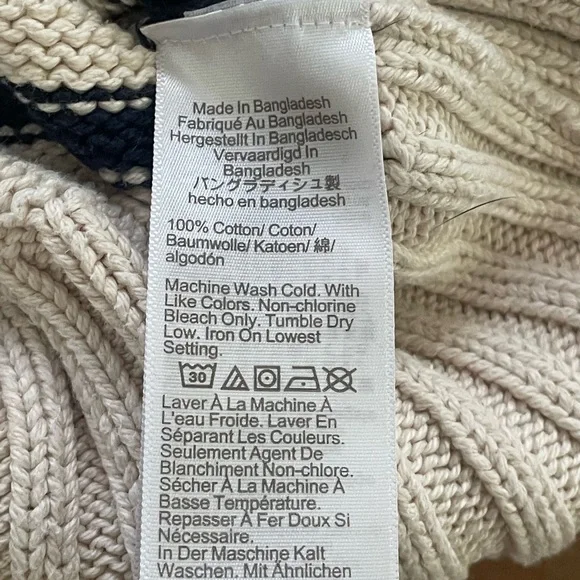 Made In Bangladesh
Fabriqué Au Bangladesh
Hergestellt In Bangladesch
Vervaardigd In
Bangladesh
バングラディシュ製
hecho en bangladesh
100% Cotton/ Coton/
Baumwolle/ Katoen/ 綿/
algodón
Machine Wash Cold. With
Like Colors. Non-chlorine
Bleach Only. Tumble Dry
Low. Iron On Lowest
Setting.
30
Laver À La Machine À
L'eau Froide. Laver En
Séparant Les Couleurs.
Seulement Agent De
Blanchiment Non-chlore.
Sécher À La Machine À
Basse Température.
Repasser À Fer Doux Si
Nécessaire.
In Der Maschine Kalt
Waschen. Mit Ähnlichen